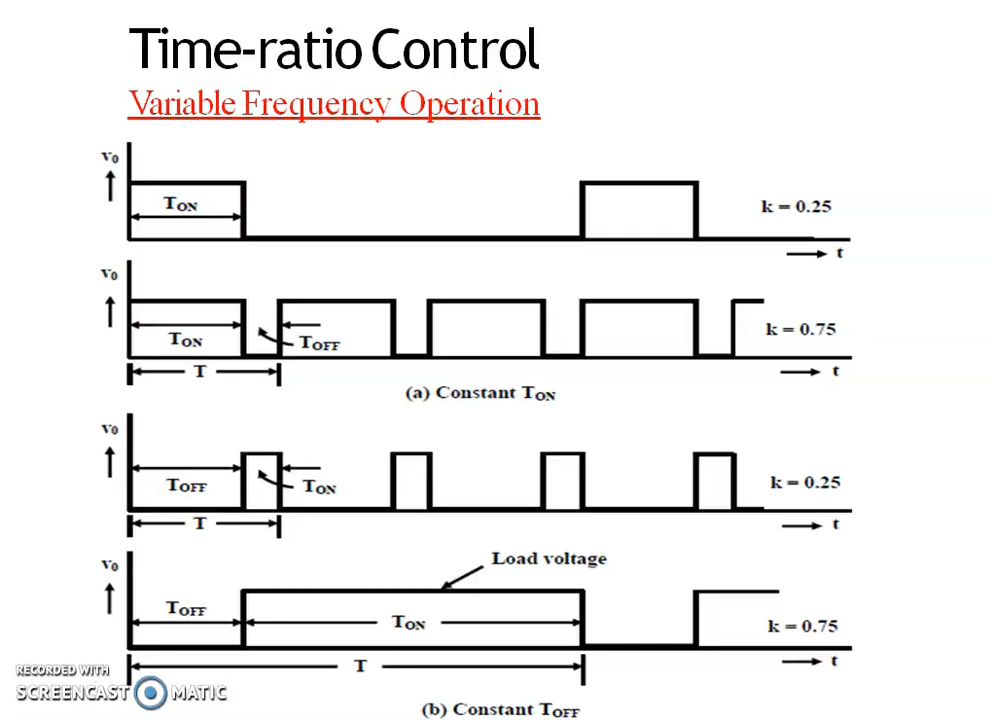 Time-ratio Control
Variable Frequency Operation
v0
TON
k = 0.25
t
v0
TON
TOFF
k = 0.75
T
t
(a) Constant TON
v0
TOFF
TON
k = 0.25
T
t
Load voltage
v0
TOFF
TON
k = 0.75
T
t
RECORDED WITH
SCREENCAST MATIC
(b) Constant TOFF